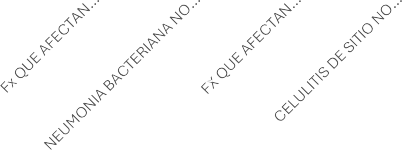 Fx QUE AFECTAN...
NEUMONIA BACTERIANA NO...
FX QUE AFECTAN...
CELULITIS DE SITIO NO...